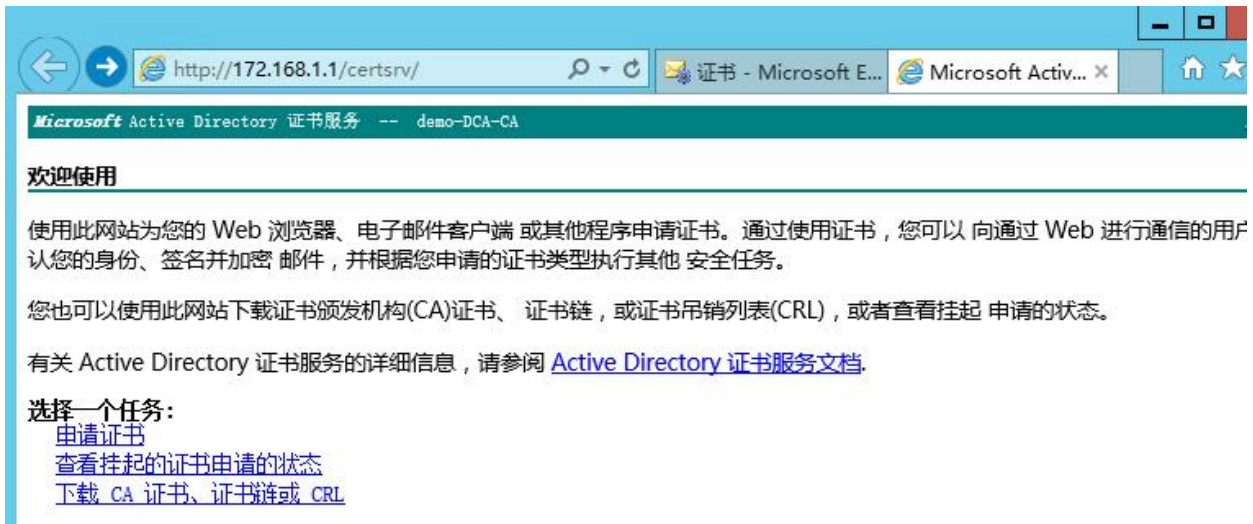 http://172.168.1.1/certsrv/
证书 - Microsoft E...
Microsoft Activ...
Microsoft Active Directory 证书服务 -- demo-DCA-CA
欢迎使用
使用此网站为您的 Web 浏览器、电子邮件客户端 或其他程序申请证书。通过使用证书，您可以 向通过 Web 进行通信的用户
认您的身份、签名并加密 邮件，并根据您申请的证书类型执行其他 安全任务。
您也可以使用此网站下载证书颁发机构(CA)证书、 证书链，或证书吊销列表(CRL)，或者查看挂起 申请的状态。
有关 Active Directory 证书服务的详细信息，请参阅 Active Directory 证书服务文档.
选择一个任务：
申请证书
查看挂起的证书申请的状态
下载 CA 证书、证书链或 CRL